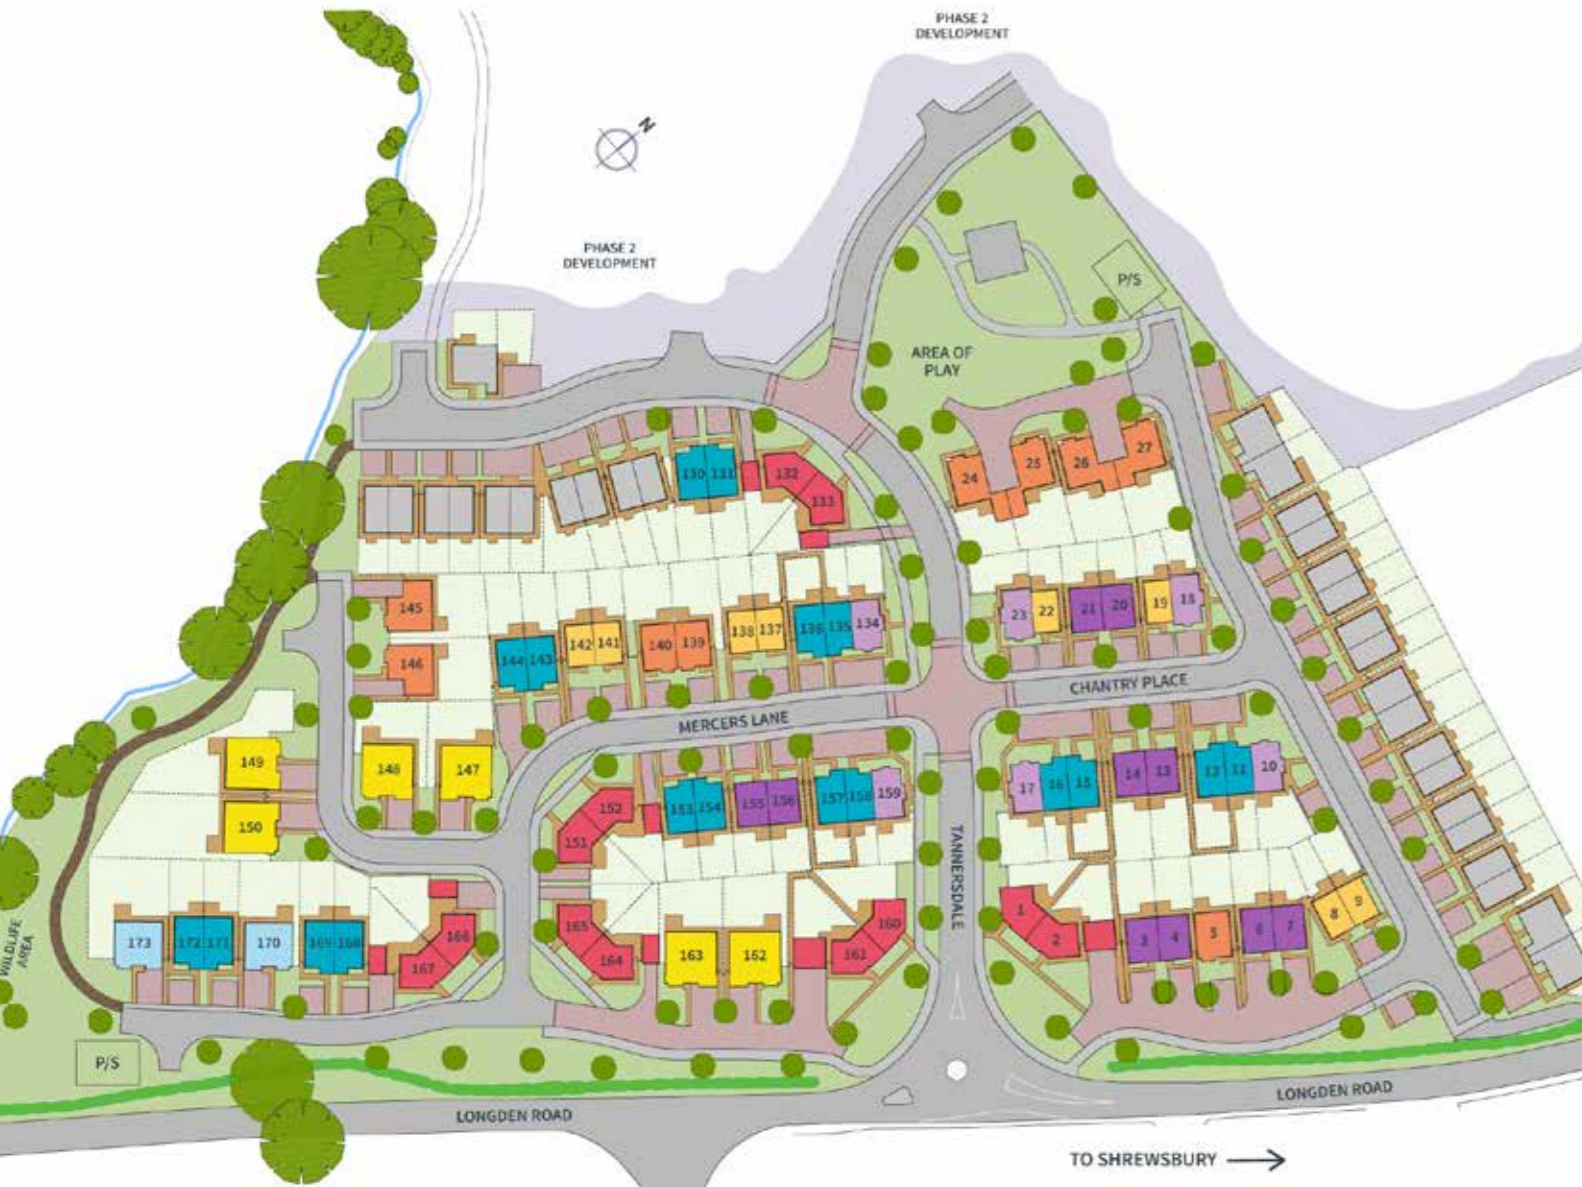 PHASE 2
DEVELOPMENT
N
PHASE 2
DEVELOPMENT
P/S
AREA OF
PLAY
130 131
132
133
24
25
26
27
145
146
144 143
142 141
140 139
138 137
136 135 134
23 22
21 20
19 18
CHANTRY PLACE
MERCERS LANE
149
150
148
147
152
151
153 154
155 156
157 158 159
17 16 15
14 13
12 11 10
TANNERSDALE
WILDLIFE
AREA
173
172 171
170
169 168
166
167
165
164
163
162
160
161
1
2
3 4
5
6 7
8 9
P/S
LONGDEN ROAD
LONGDEN ROAD
TO SHREWSBURY